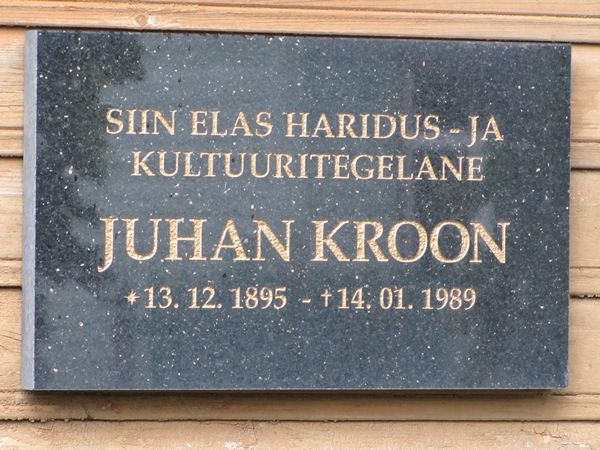 SIIN ELAS HARIDUS - JA
KULTUURITEGELANE
JUHAN KROON
* 13. 12. 1895 - † 14. 01. 1989